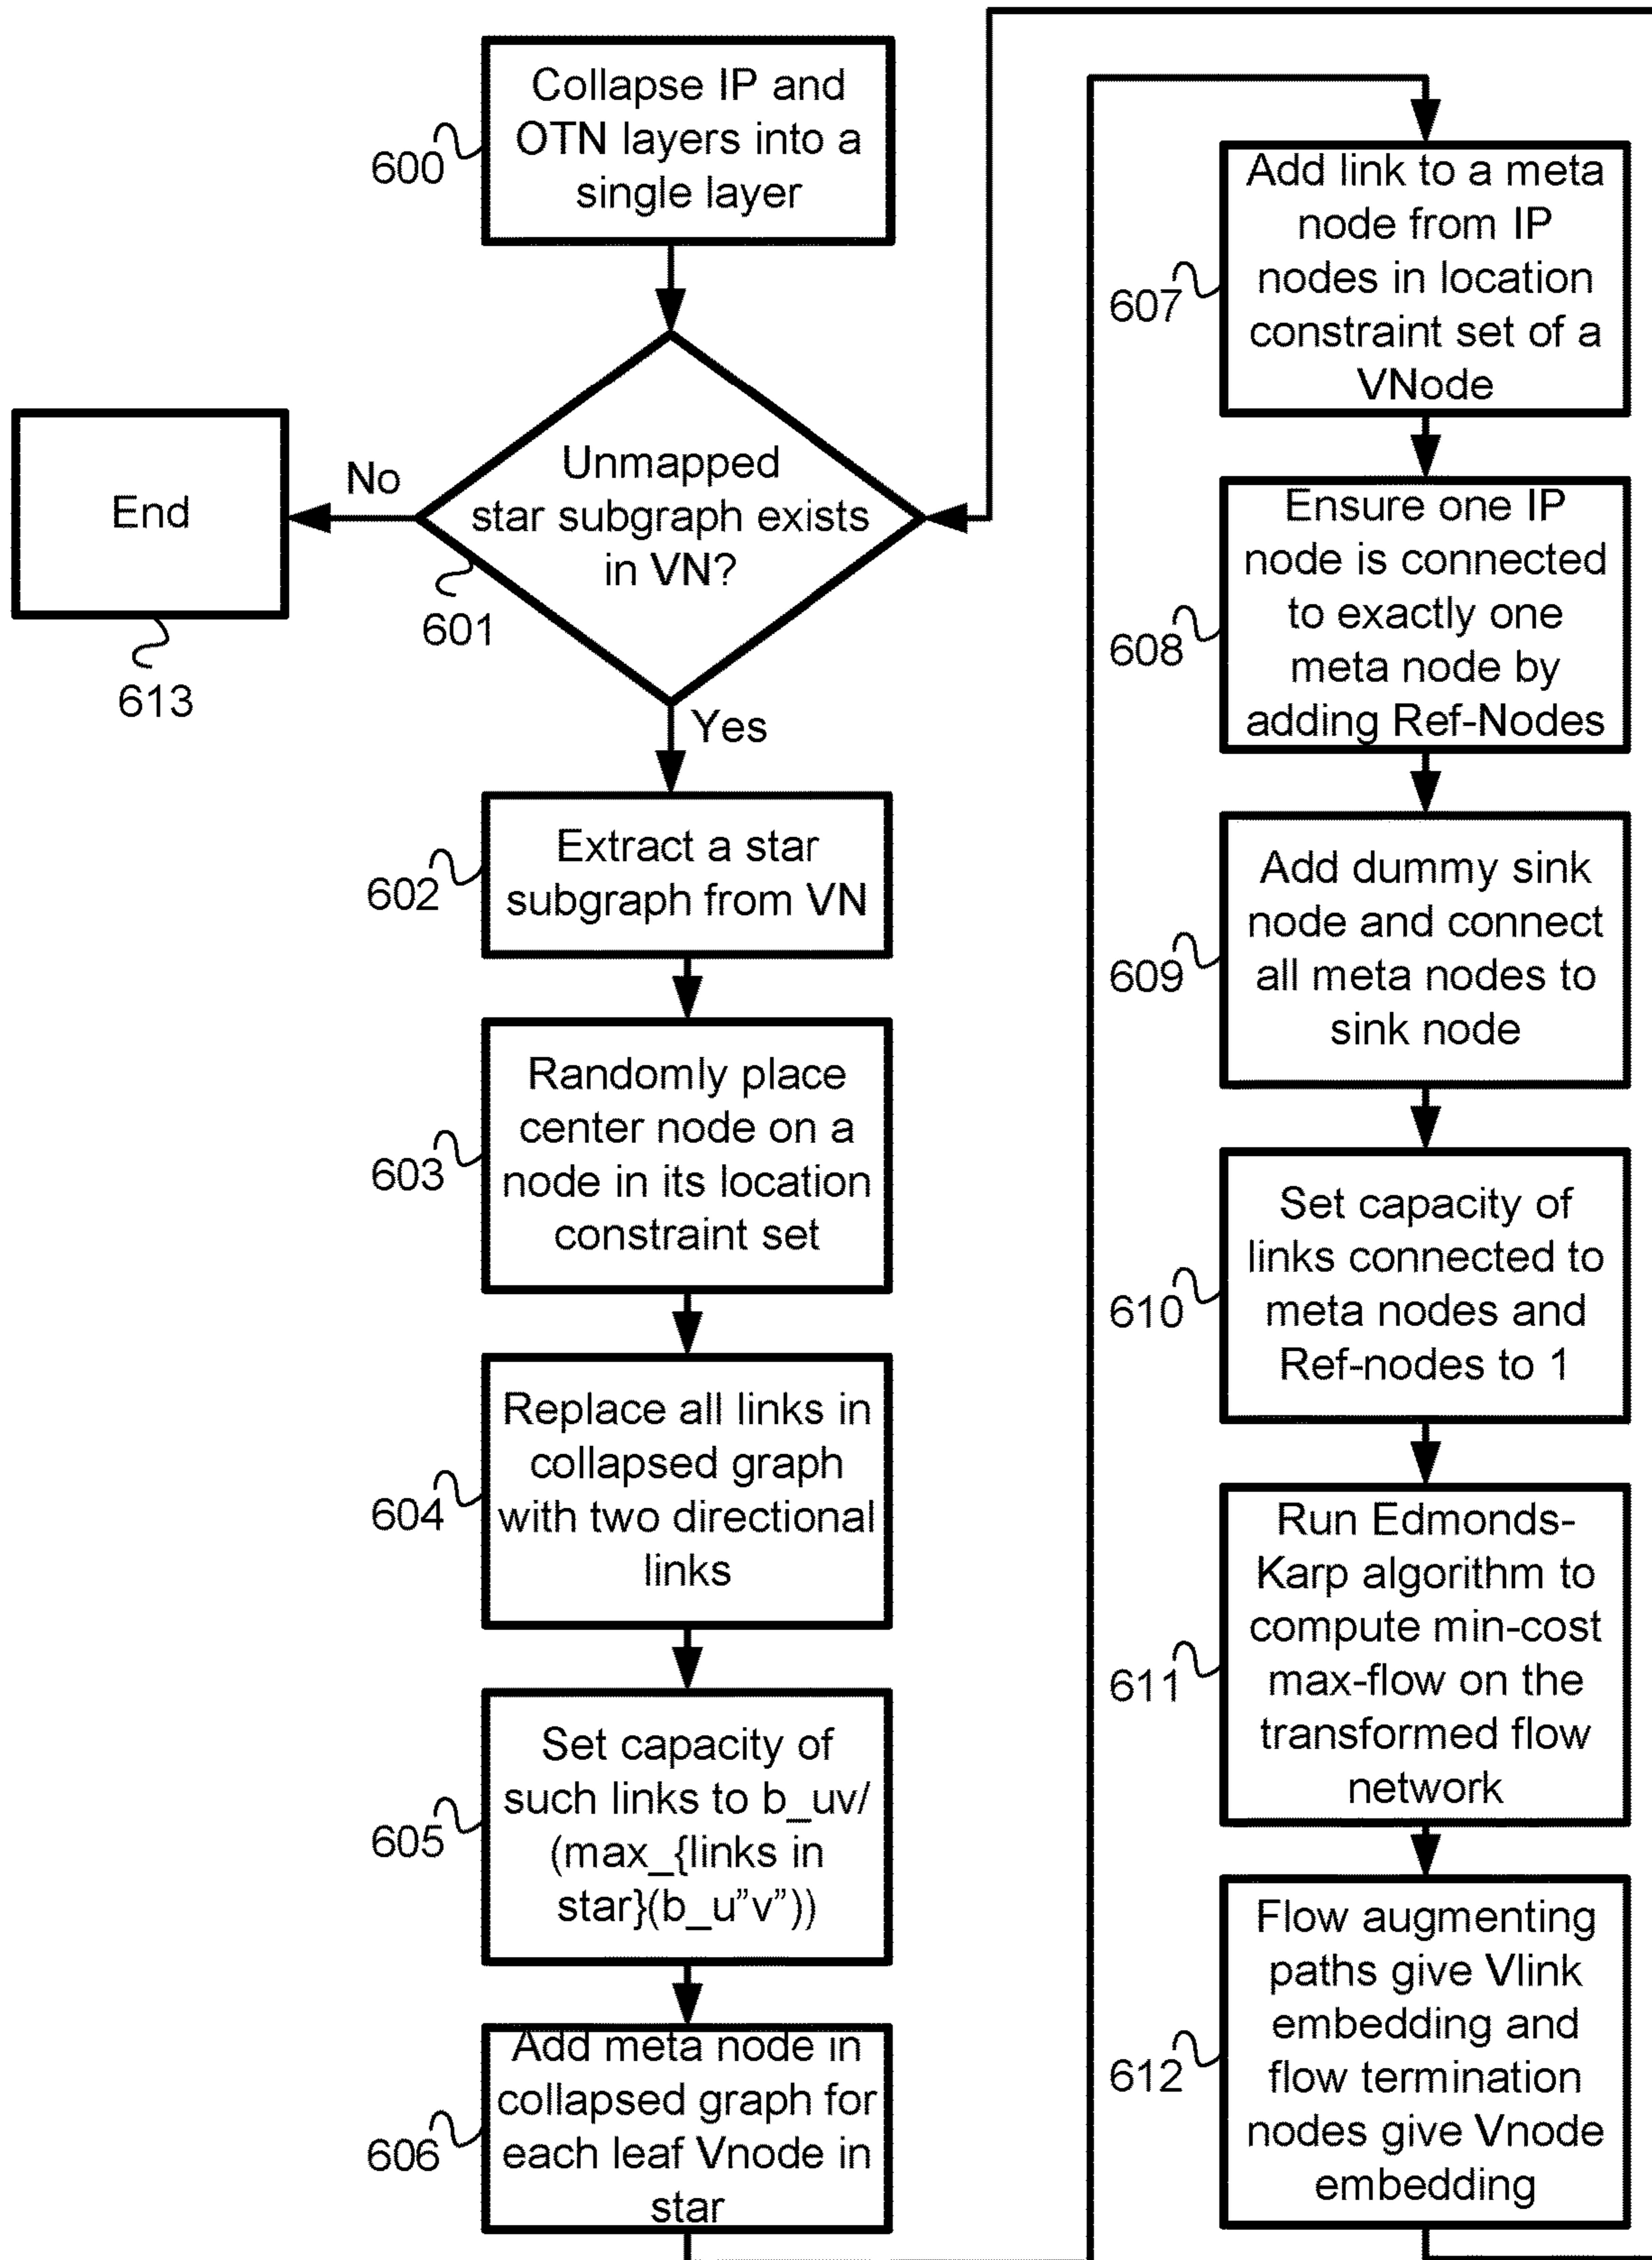 Collapse IP and
OTN layers into a
single layer
600
Unmapped
star subgraph exists
in VN?
601
No
End
613
Yes
Extract a star
subgraph from VN
602
Randomly place
center node on a
node in its location
constraint set
603
Replace all links in
collapsed graph
with two directional
links
604
Set capacity of
such links to b_uv/
(max_{links in
star}(b_u”v”))
605
Add meta node in
collapsed graph for
each leaf Vnode in
star
606
Add link to a meta
node from IP
nodes in location
constraint set of a
VNode
607
Ensure one IP
node is connected
to exactly one
meta node by
adding Ref-Nodes
608
Add dummy sink
node and connect
all meta nodes to
sink node
609
Set capacity of
links connected to
meta nodes and
Ref-nodes to 1
610
Run Edmonds-
Karp algorithm to
compute min-cost
max-flow on the
transformed flow
network
611
Flow augmenting
paths give Vlink
embedding and
flow termination
nodes give Vnode
embedding
612